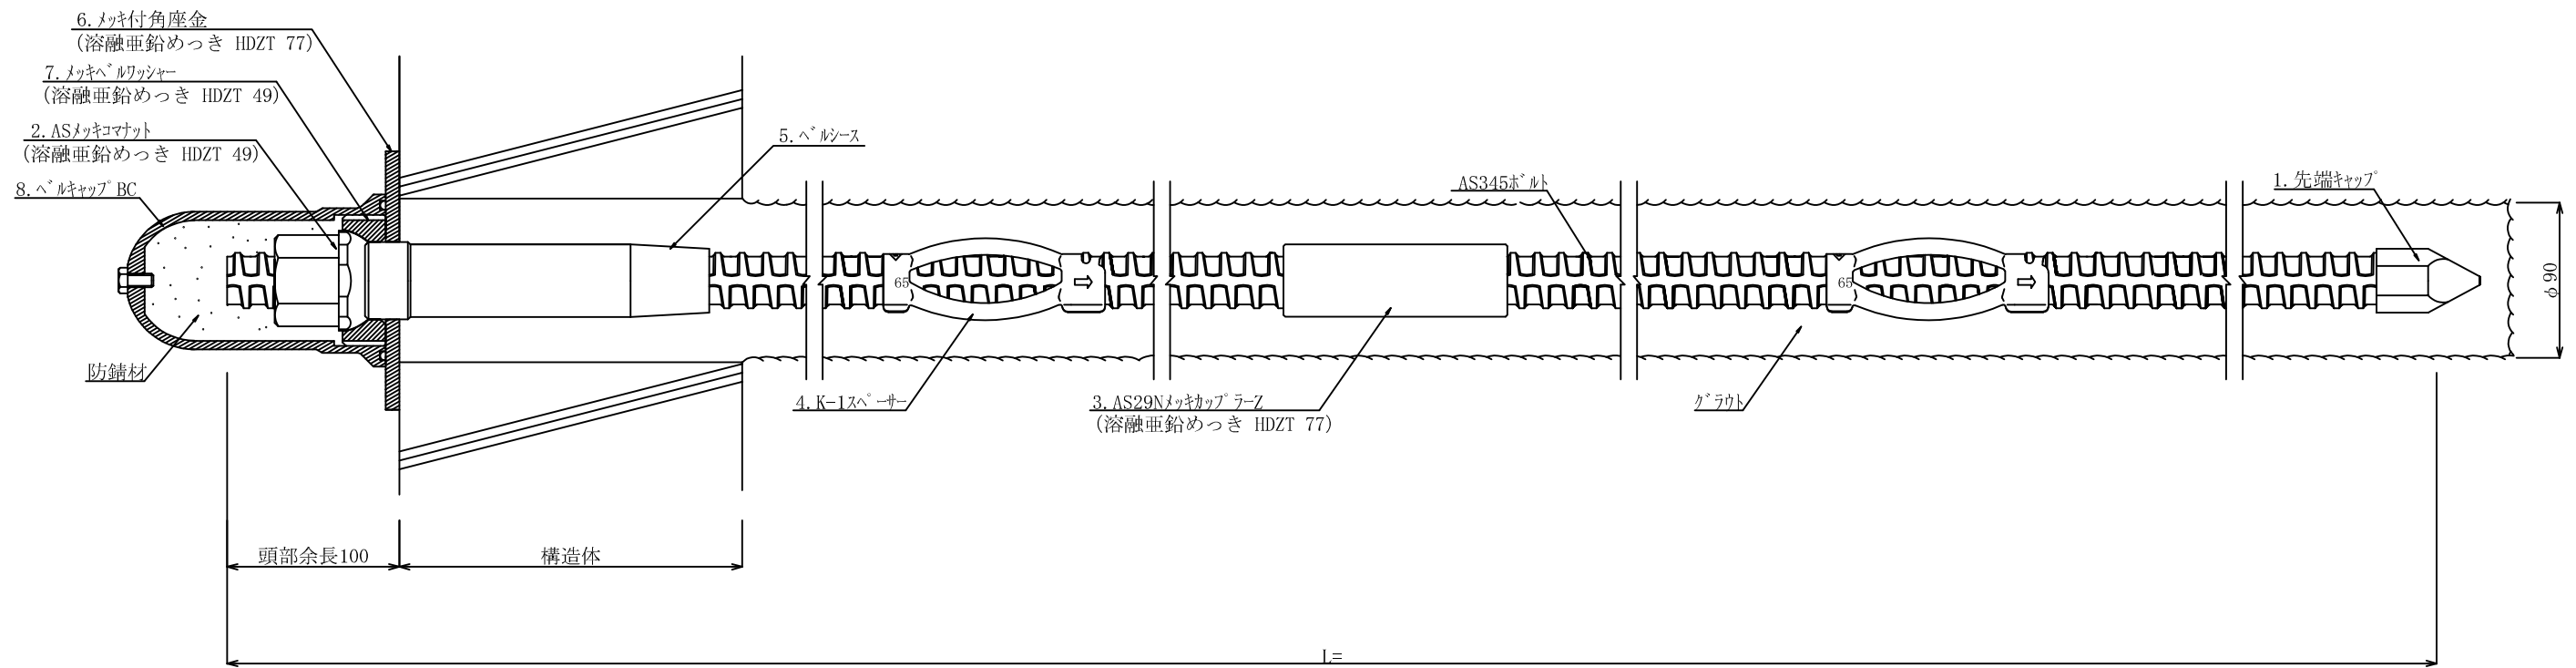 6.メッキ付角座金
(溶融亜鉛めっき HDZT 77)
7.メッキベルワッシャー
(溶融亜鉛めっき HDZT 49)
2.ASメッキコマナット
(溶融亜鉛めっき HDZT 49)
8.ベルキャップBC
5.ベルシース
AS345ボルト
1.先端キャップ
65
65
φ90
防錆材
4.K-1スペーサー
3.AS29NメッキカップラーZ
(溶融亜鉛めっき HDZT 77)
グラウト
頭部余長100
構造体
L=